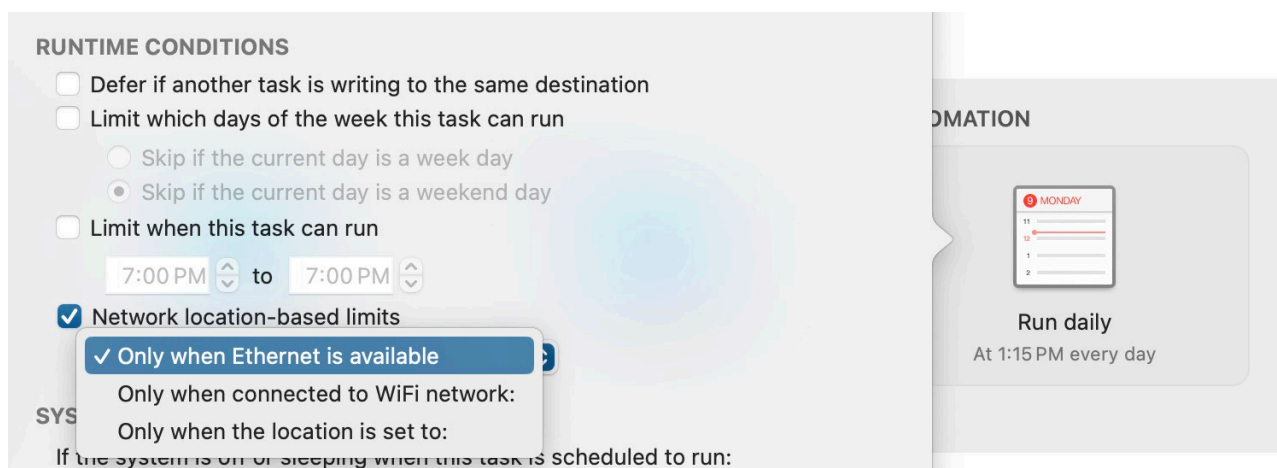 RUNTIME CONDITIONS
Defer if another task is writing to the same destination
Limit which days of the week this task can run
Skip if the current day is a week day
Skip if the current day is a weekend day
Limit when this task can run
7:00 PM to 7:00 PM
Network location-based limits
Only when Ethernet is available
Only when connected to WiFi network:
Only when the location is set to:
SYS
If the system is off or sleeping when this task is scheduled to run:
OMATION
9 MONDAY
11
12
1
2
Run daily
At 1:15 PM every day